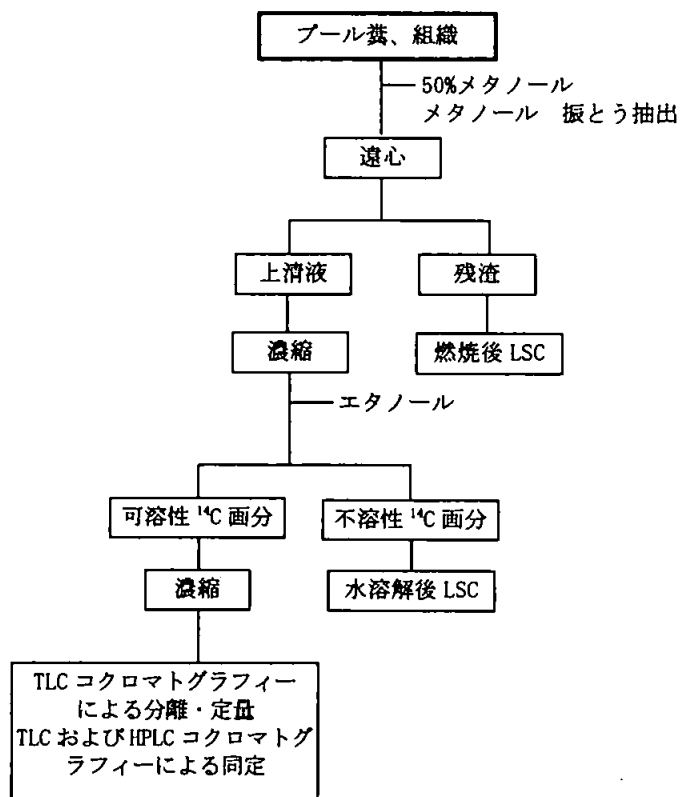 プール糞、組織
50%メタノール
メタノール 振とう抽出
遠心
上清液
残渣
濃縮
燃焼後 LSC
エタノール
可溶性 ¹⁴C 画分
不溶性 ¹⁴C 画分
濃縮
水溶解後 LSC
TLC コクロマトグラフィー
による分離・定量
TLC および HPLC コクロマトグ
ラフィーによる同定